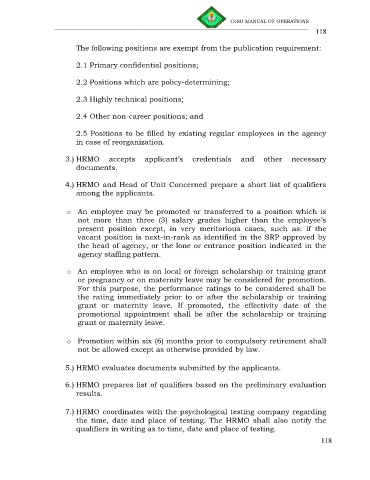 CvSU MANUAL OF OPERATIONS
118
The following positions are exempt from the publication requirement:
2.1 Primary confidential positions;
2.2 Positions which are policy-determining;
2.3 Highly technical positions;
2.4 Other non-career positions; and
2.5 Positions to be filled by existing regular employees in the agency
in case of reorganization.
3.) HRMO accepts applicant's credentials and other necessary
documents.
4.) HRMO and Head of Unit Concerned prepare a short list of qualifiers
among the applicants.
o An employee may be promoted or transferred to a position which is
not more than three (3) salary grades higher than the employee's
present position except, in very meritorious cases, such as: if the
vacant position is next-in-rank as identified in the SRP approved by
the head of agency, or the lone or entrance position indicated in the
agency staffing pattern.
o An employee who is on local or foreign scholarship or training grant
or pregnancy or on maternity leave may be considered for promotion.
For this purpose, the performance ratings to be considered shall be
the rating immediately prior to or after the scholarship or training
grant or maternity leave. If promoted, the effectivity date of the
promotional appointment shall be after the scholarship or training
grant or maternity leave.
o Promotion within six (6) months prior to compulsory retirement shall
not be allowed except as otherwise provided by law.
5.) HRMO evaluates documents submitted by the applicants.
6.) HRMO prepares list of qualifiers based on the preliminary evaluation
results.
7.) HRMO coordinates with the psychological testing company regarding
the time, date and place of testing. The HRMO shall also notify the
qualifiers in writing as to time, date and place of testing.
118